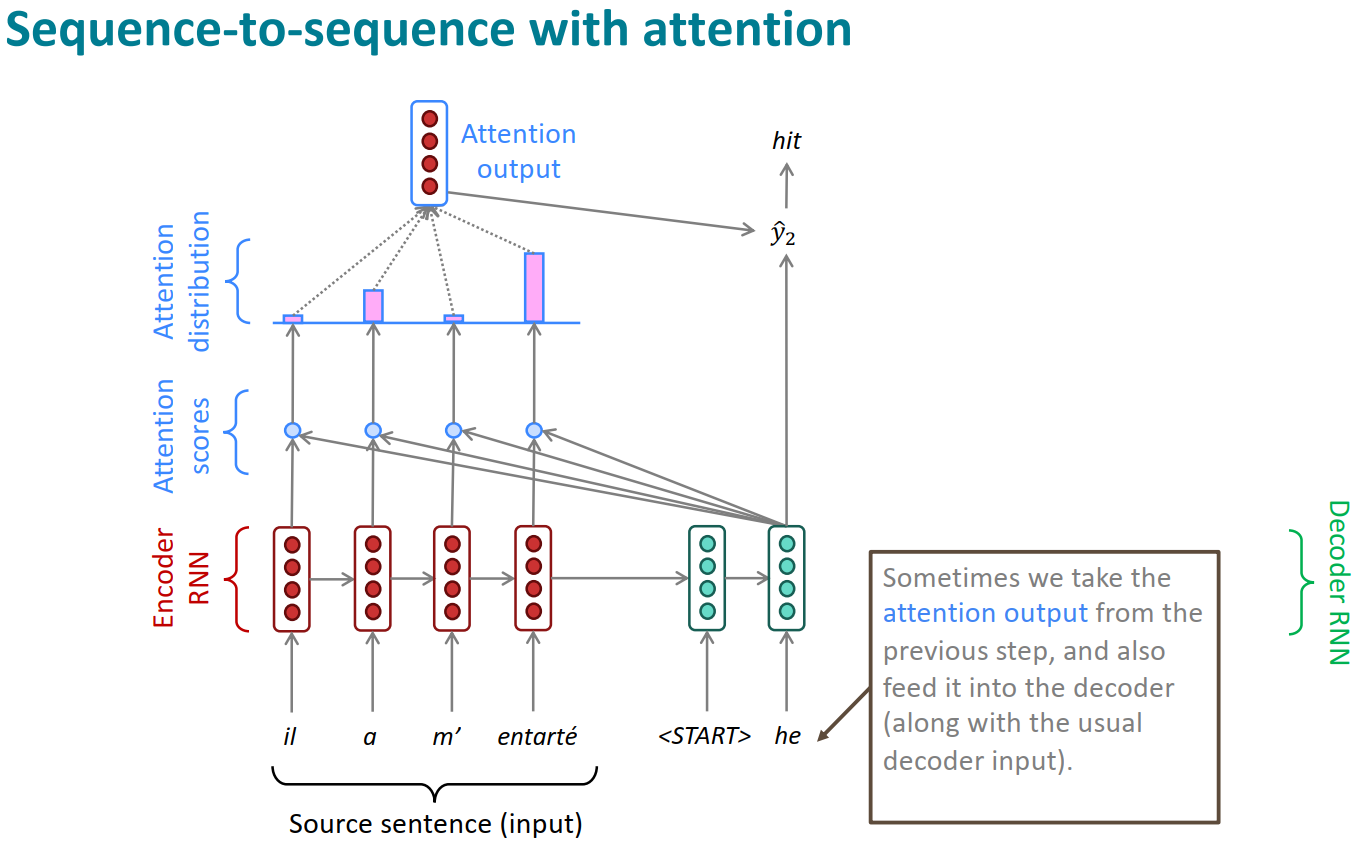 Sequence-to-sequence with attention
Attention
output
hit
ŷ₂
Attention
distribution
Attention
scores
Encoder
RNN
Decoder RNN
Sometimes we take the
attention output from the
previous step, and also
feed it into the decoder
(along with the usual
decoder input).
il a m’ entarté <START> he
Source sentence (input)